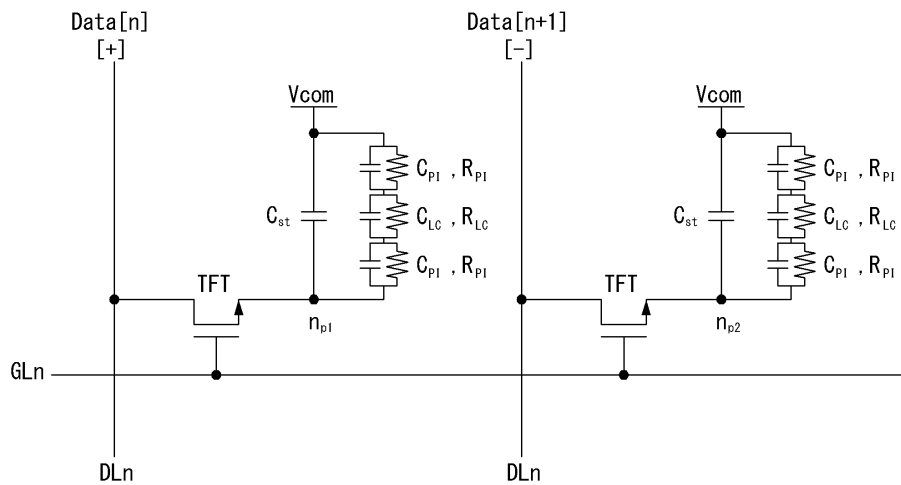 Data[n]
[+]
Data[n+1]
[-]
Vcom
Vcom
C_PI , R_PI
C_PI , R_PI
C_st
C_LC , R_LC
C_st
C_LC , R_LC
C_PI , R_PI
C_PI , R_PI
TFT
TFT
n_p1
n_p2
GLn
DLn
DLn